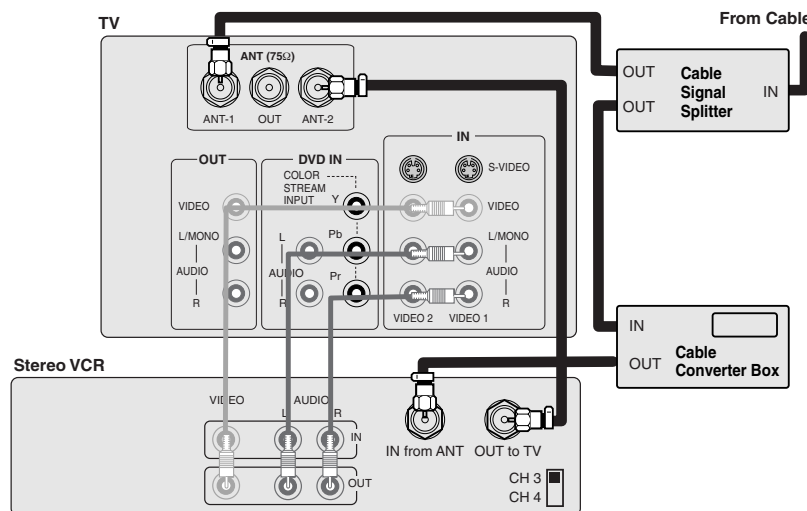 TV
From Cable
ANT (75Ω)
ANT-1
OUT
ANT-2
OUT
OUT
Cable
Signal
Splitter
IN
OUT
DVD IN
IN
COLOR
STREAM
INPUT
Y
S-VIDEO
VIDEO
VIDEO
L/MONO
AUDIO
R
L
AUDIO
R
Pb
Pr
L/MONO
AUDIO
R
VIDEO 2
VIDEO 1
IN
OUT
Cable
Converter Box
Stereo VCR
VIDEO
AUDIO
L
R
IN
OUT
IN from ANT
OUT to TV
CH 3
CH 4